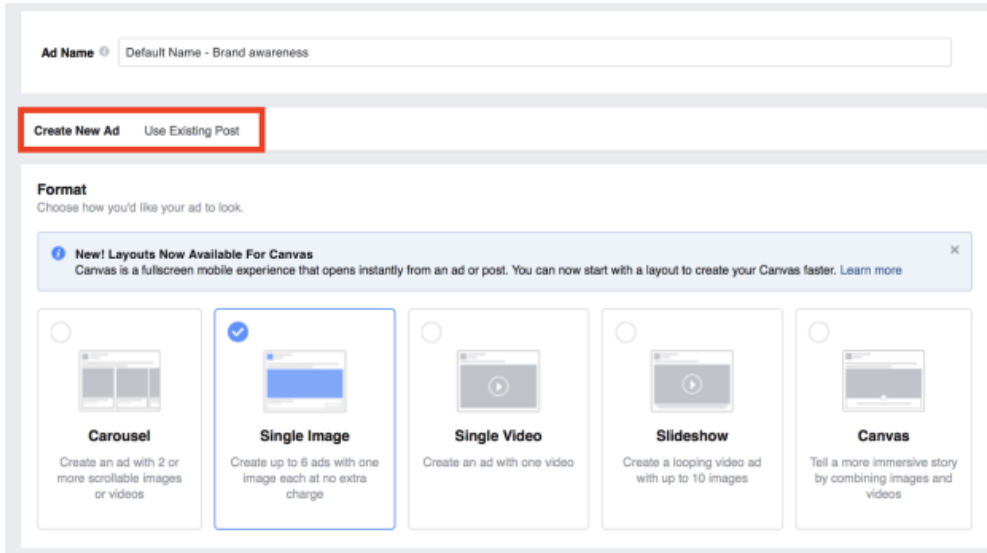 Ad Name
Default Name - Brand awareness
Create New Ad Use Existing Post
Format
Choose how you'd like your ad to look.
New! Layouts Now Available For Canvas
Canvas is a fullscreen mobile experience that opens instantly from an ad or post. You can now start with a layout to create your Canvas faster. Learn more
Carousel
Create an ad with 2 or
more scrollable images
or videos
Single Image
Create up to 6 ads with one
image each at no extra
charge
Single Video
Create an ad with one video
Slideshow
Create a looping video ad
with up to 10 images
Canvas
Tell a more immersive story
by combining images and
videos